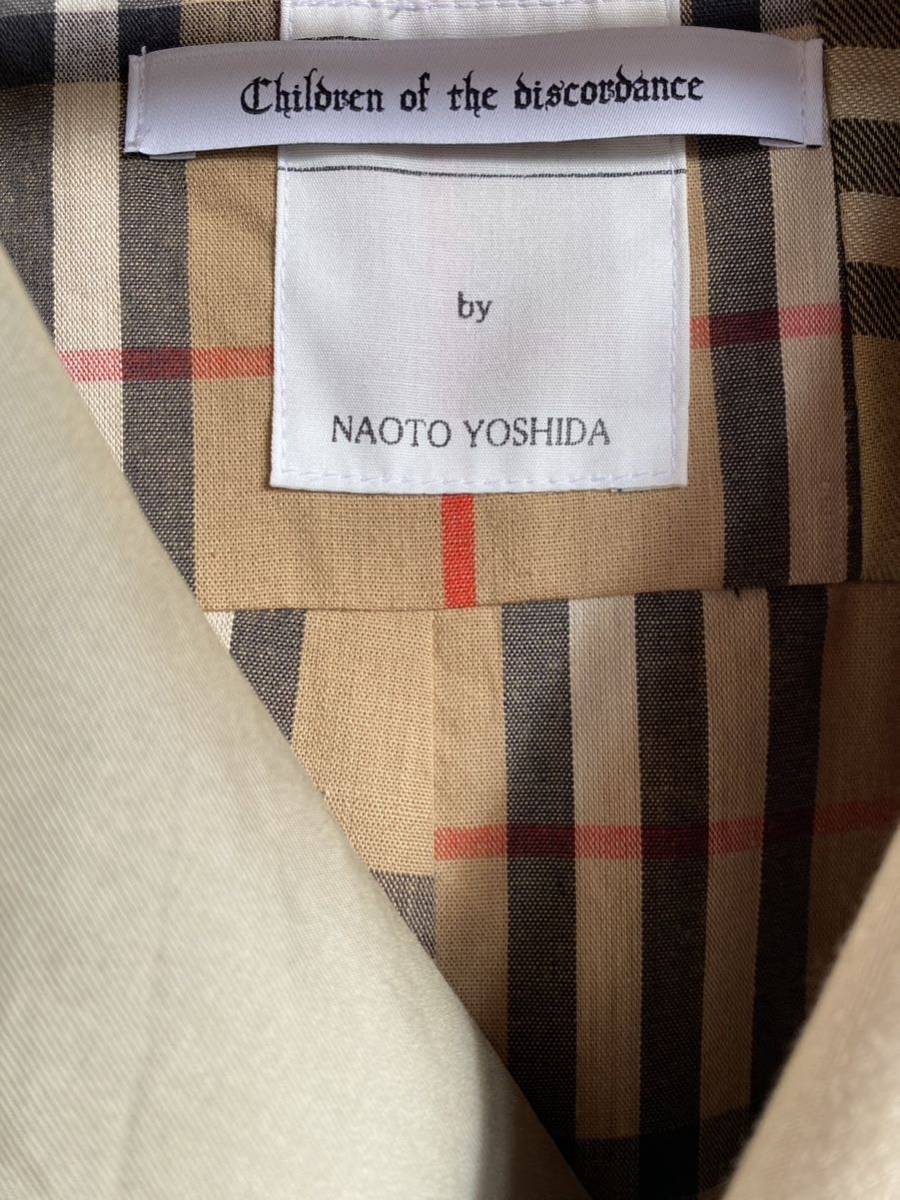 Children of the discordance
by
NAOTO YOSHIDA